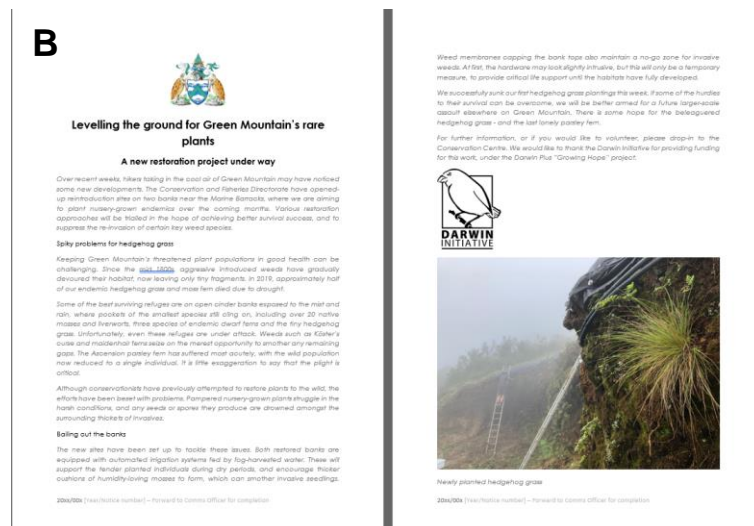 B
Levelling the ground for Green Mountain's rare
plants
A new restoration project under way
Over recent weeks, hikers taking in the cool air of Green Mountain may have noticed
some new developments. The Conservation and Fisheries Directorate have opened-
up reintroduction sites on two banks near the Marine Barracks, where we are aiming
to plant nursery-grown endemics over the coming months. Various restoration
approaches will be trialled in the hope of achieving better survival success, and to
suppress the re-invasion of certain key weed species.
Spiky problems for hedgehog grass
Keeping Green Mountain's threatened plant populations in good health can be
challenging. Since the mid 1800s, aggressive introduced weeds have gradually
devoured their habitat, now leaving only tiny fragments. In 2019, approximately half
of our endemic hedgehog grass and moss fern died due to drought.
Some of the best surviving refuges are on open cinder banks exposed to the mist and
rain, where pockets of the smallest species still cling on, including over 20 native
mosses and liverworts, three species of endemic dwarf ferns and the tiny hedgehog
grass. Unfortunately, even these refuges are under attack. Weeds such as Köster's
curse and maidenhair ferns seize on the merest opportunity to smother any remaining
gaps. The Ascension parsley fern has suffered most acutely, with the wild population
now reduced to a single individual. It is little exaggeration to say that the plight is
critical.
Although conservationists have previously attempted to restore plants to the wild, the
efforts have been beset with problems. Pampered nursery-grown plants struggle in the
harsh conditions, and any seeds or spores they produce are drowned amongst the
surrounding thickets of invasives.
Bailing out the banks
The new sites have been set up to tackle these issues. Both restored banks are
equipped with automated irrigation systems fed by fog-harvested water. These will
support the tender planted individuals during dry periods, and encourage thicker
cushions of humidity-loving mosses to form, which can smother invasive seedlings.
20xx/00x [Year/Notice number] – Forward to Comms Officer for completion
Weed membranes capping the bank tops also maintain a no-go zone for invasive
weeds. At first, the hardware may look slightly intrusive, but this will only be a temporary
measure, to provide critical life support until the habitats have fully developed.
We successfully sunk our first hedgehog grass plantings this week. If some of the hurdles
to their survival can be overcome, we will be better armed for a future larger-scale
assault elsewhere on Green Mountain. There is some hope for the beleaguered
hedgehog grass - and the last lonely parsley fern.
For further information, or if you would like to volunteer, please drop-in to the
Conservation Centre. We would like to thank the Darwin Initiative for providing funding
for this work, under the Darwin Plus "Growing Hope" project.
DARWIN
INITIATIVE
Newly planted hedgehog grass
20xx/00x [Year/Notice number] – Forward to Comms Officer for completion